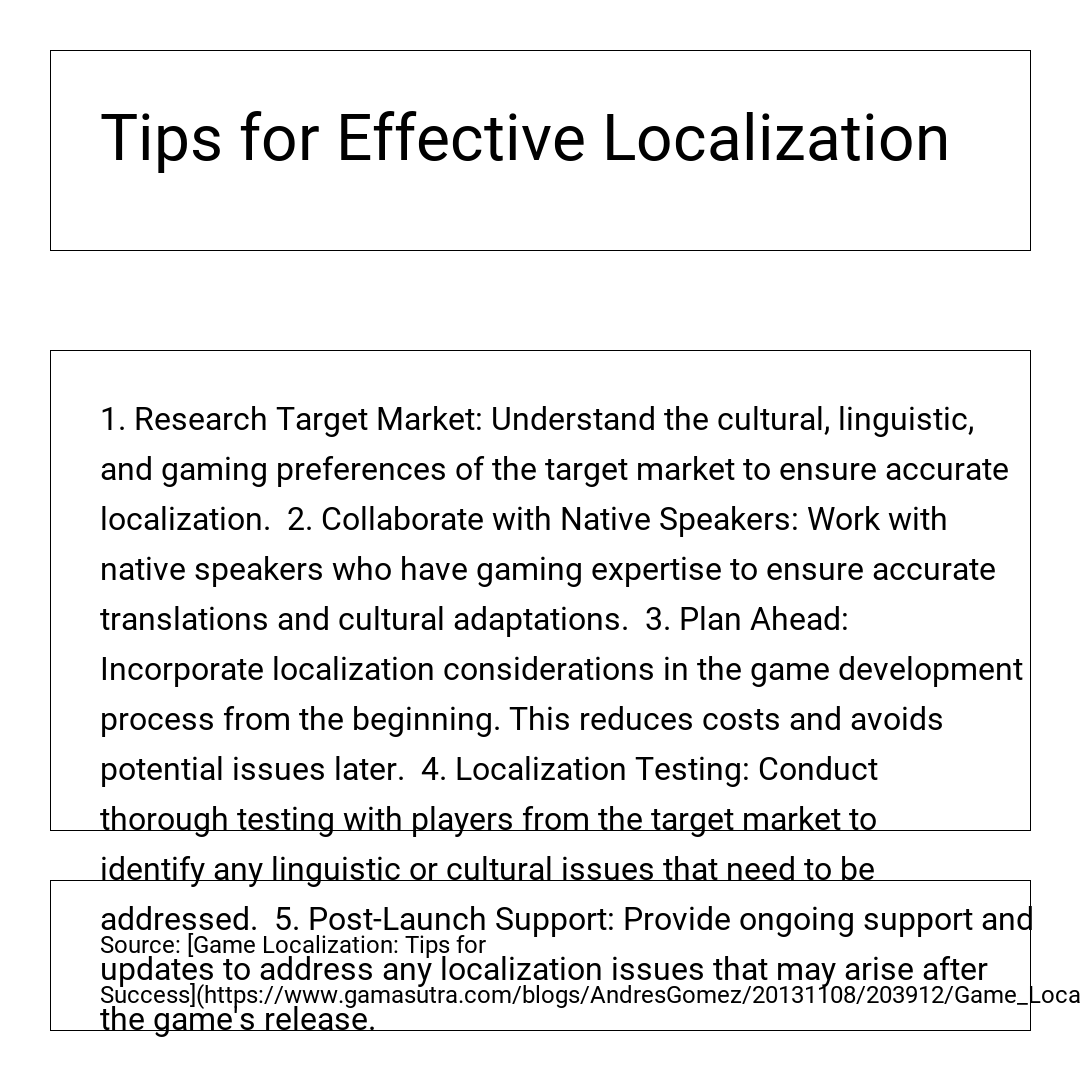 Tips for Effective Localization
1. Research Target Market: Understand the cultural, linguistic,
and gaming preferences of the target market to ensure accurate
localization.  2. Collaborate with Native Speakers: Work with
native speakers who have gaming expertise to ensure accurate
translations and cultural adaptations.  3. Plan Ahead:
Incorporate localization considerations in the game development
process from the beginning. This reduces costs and avoids
potential issues later.  4. Localization Testing: Conduct
thorough testing with players from the target market to
identify any linguistic or cultural issues that need to be
addressed.  5. Post-Launch Support: Provide ongoing support and
updates to address any localization issues that may arise after
the game's release.
Source: [Game Localization: Tips for
Success](https://www.gamasutra.com/blogs/AndresGomez/20131108/203912/Game_Loca